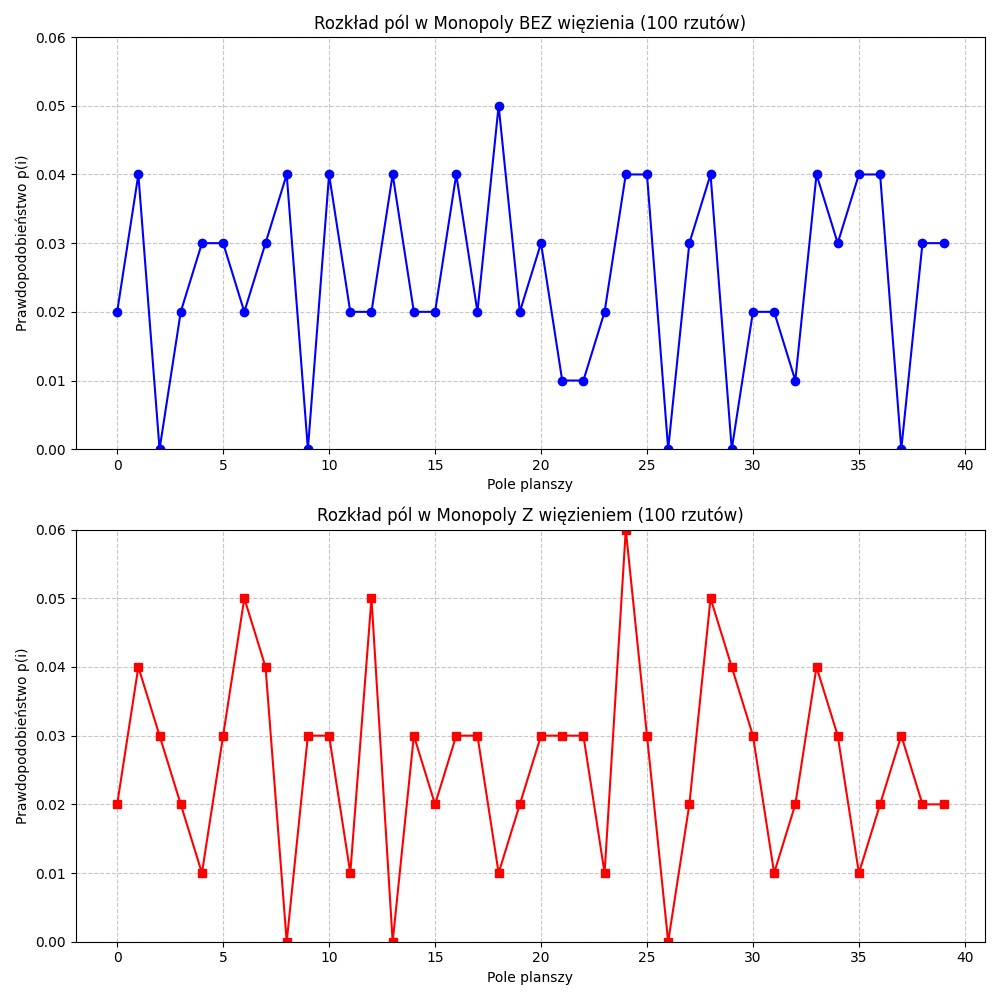 Rozkład pól w Monopoly BEZ więzienia (100 rzutów)
0.06
0.05
0.04
0.03
0.02
0.01
0.00
Prawdopodobieństwo p(i)
0 5 10 15 20 25 30 35 40
Pole planszy
Rozkład pól w Monopoly Z więzieniem (100 rzutów)
0.06
0.05
0.04
0.03
0.02
0.01
0.00
Prawdopodobieństwo p(i)
0 5 10 15 20 25 30 35 40
Pole planszy